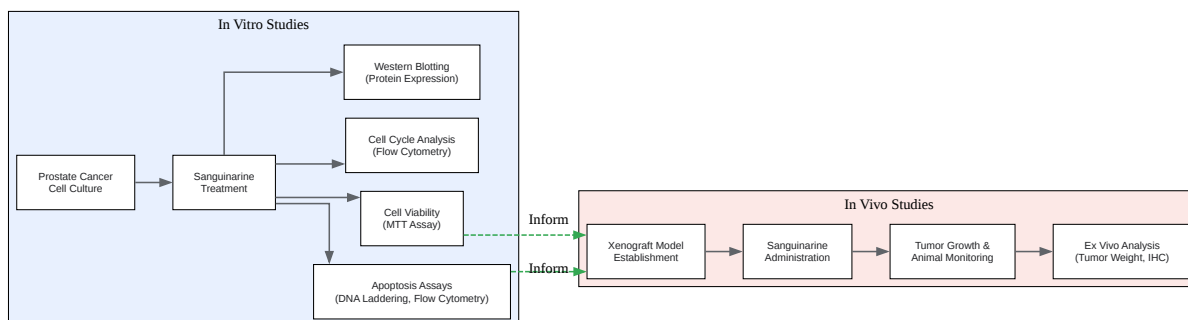 In Vitro Studies
Western Blotting
(Protein Expression)
Cell Cycle Analysis
(Flow Cytometry)
Prostate Cancer
Cell Culture
Sanguinarine
Treatment
Cell Viability
(MTT Assay)
Apoptosis Assays
(DNA Laddering, Flow Cytometry)
Inform
Inform
In Vivo Studies
Xenograft Model
Establishment
Sanguinarine
Administration
Tumor Growth &
Animal Monitoring
Ex Vivo Analysis
(Tumor Weight, IHC)